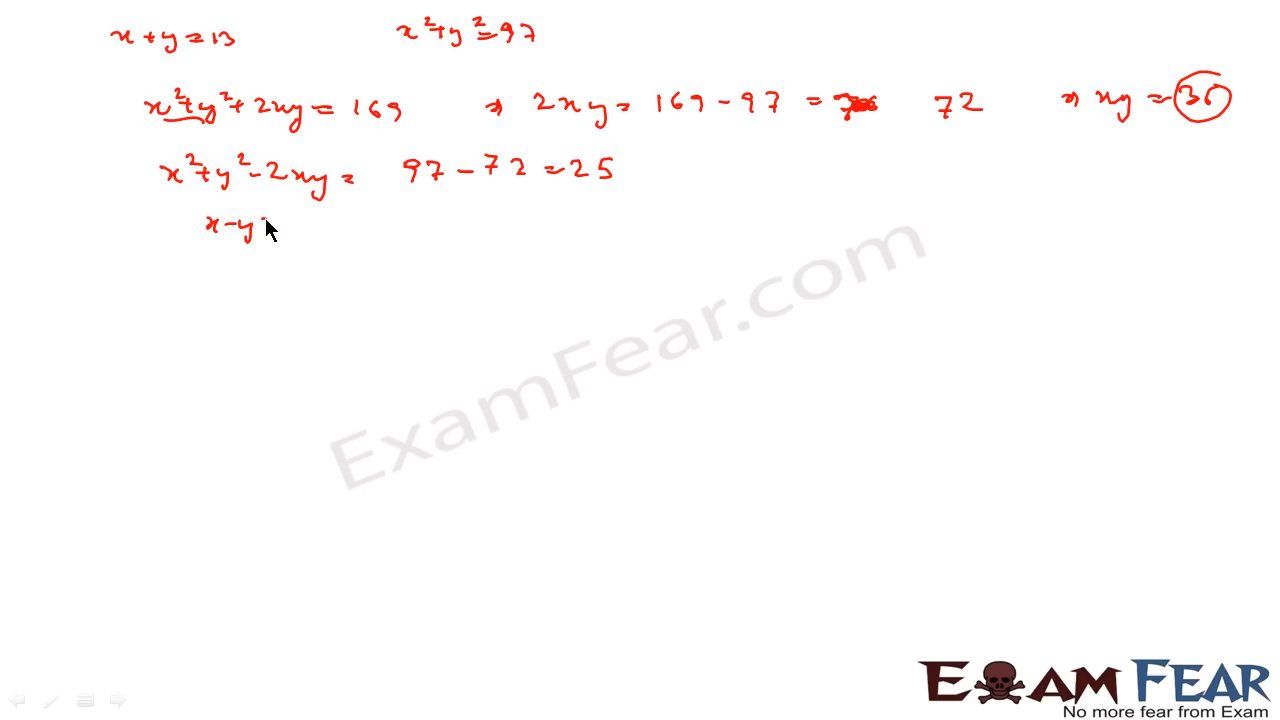 x + y = 13 x² + y² = 97
x² + y² + 2xy = 169 ⇒ 2xy = 169 - 97 = 72 ⇒ xy = 36
x² + y² - 2xy = 97 - 72 = 25
x - y
ExamFear.com
EXAM FEAR
No more fear from Exam